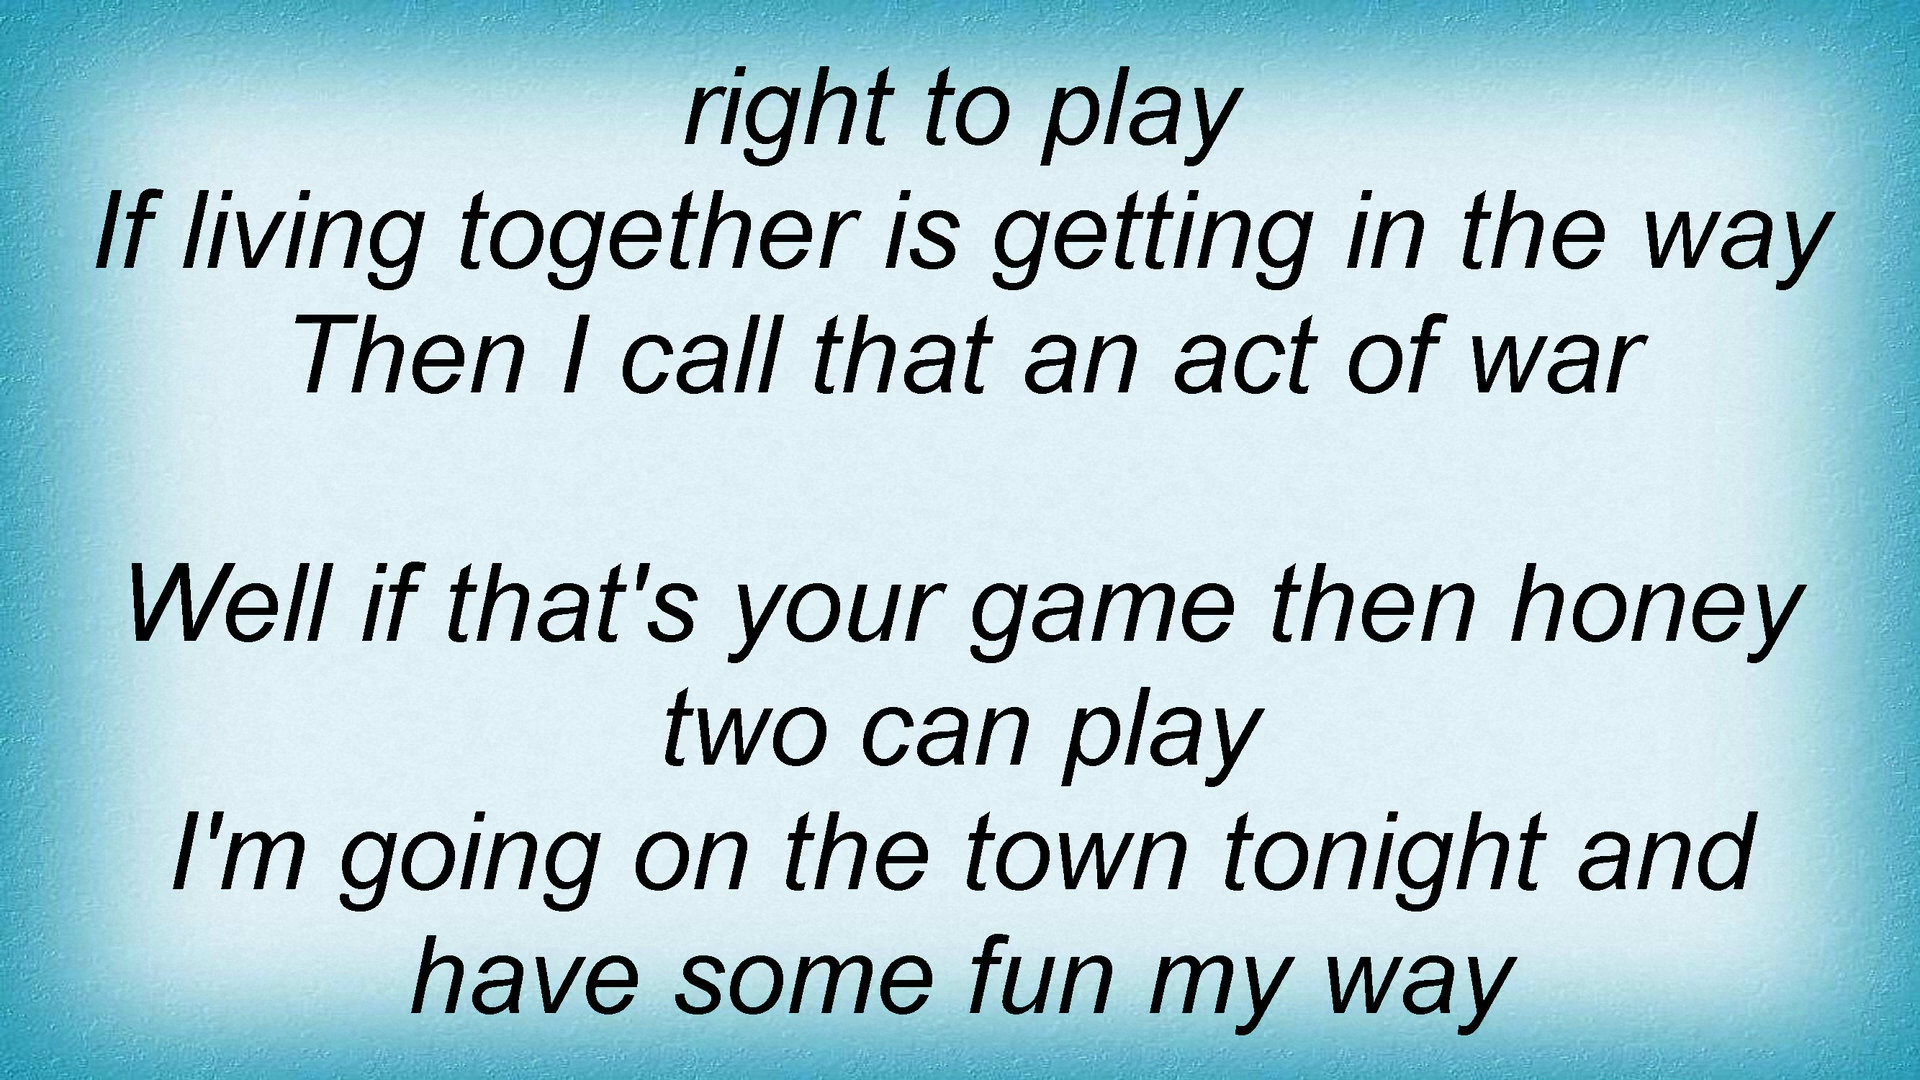 right to play
If living together is getting in the way
Then I call that an act of war
Well if that's your game then honey
two can play
I'm going on the town tonight and
have some fun my way